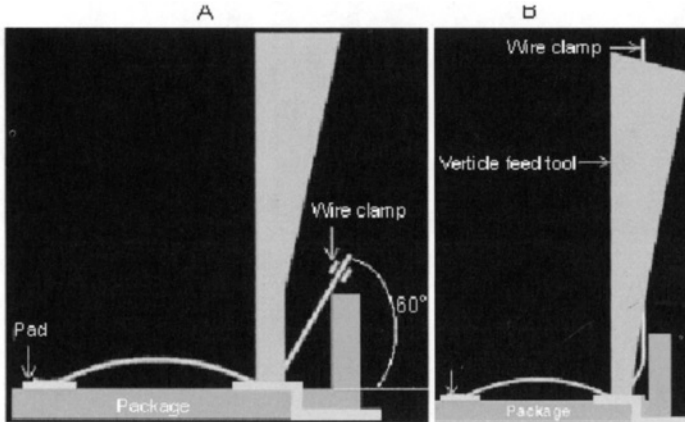 A
B
Wire clamp
Verticle feed tool
Wire clamp
60°
Pad
Package
Package